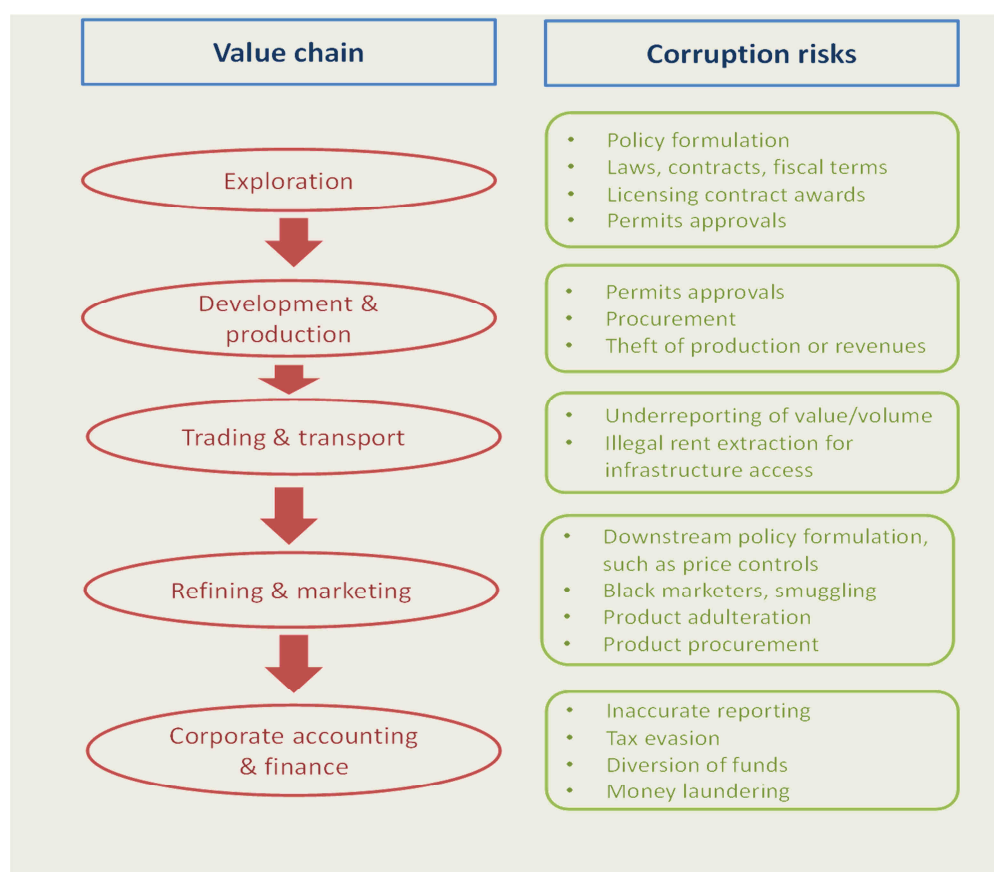 Value chain
Corruption risks
Exploration
• Policy formulation
• Laws, contracts, fiscal terms
• Licensing contract awards
• Permits approvals
Development &
production
• Permits approvals
• Procurement
• Theft of production or revenues
Trading & transport
• Underreporting of value/volume
• Illegal rent extraction for
infrastructure access
Refining & marketing
• Downstream policy formulation,
such as price controls
• Black marketers, smuggling
• Product adulteration
• Product procurement
Corporate accounting
& finance
• Inaccurate reporting
• Tax evasion
• Diversion of funds
• Money laundering